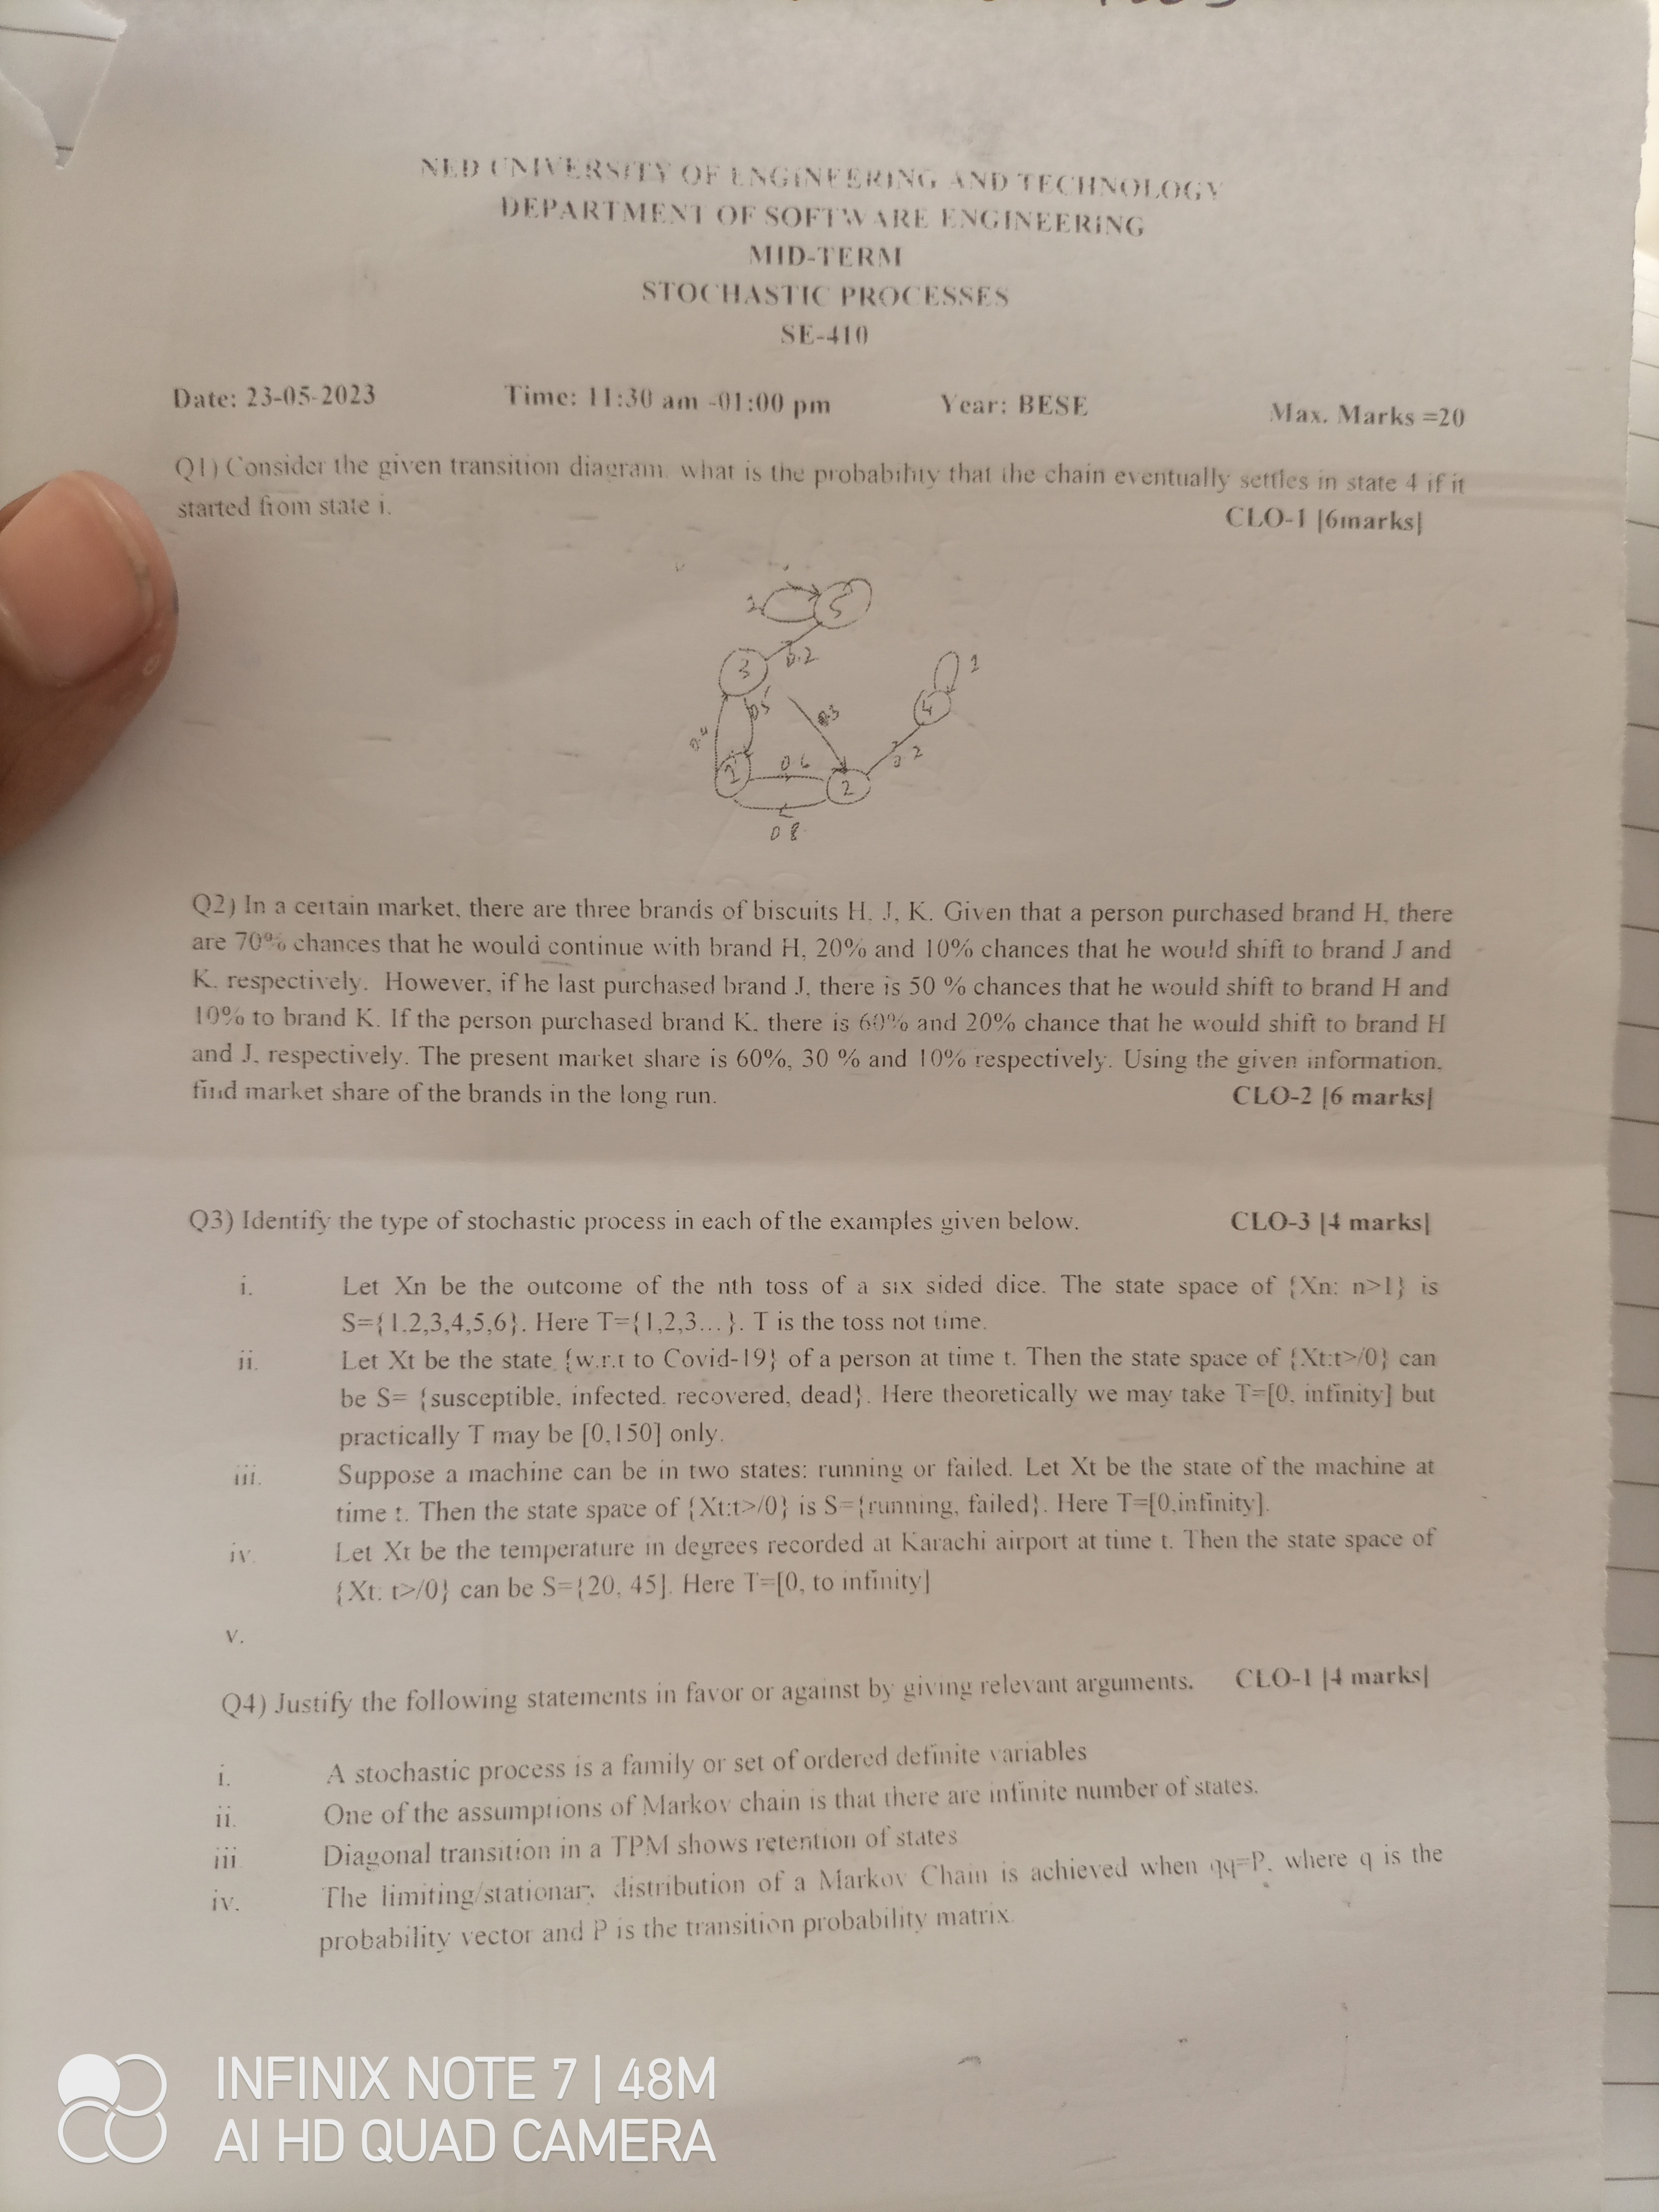 NED UNIVERSITY OF ENGINEERING AND TECHNOLOGY
DEPARTMENT OF SOFTWARE ENGINEERING
MID-TERM
STOCHASTIC PROCESSES
SE-410
Date: 23-05-2023 Time: 11:30 am -01:00 pm Year: BESE Max. Marks =20
Q1) Consider the given transition diagram. what is the probability that the chain eventually settles in state 4 if it
started from state i. CLO-1 [6marks]
5
3 0.2
1
0.5 0.3 4
0.6 0.2
2
0.8
Q2) In a certain market, there are three brands of biscuits H, J, K. Given that a person purchased brand H, there
are 70% chances that he would continue with brand H, 20% and 10% chances that he would shift to brand J and
K, respectively. However, if he last purchased brand J, there is 50 % chances that he would shift to brand H and
10% to brand K. If the person purchased brand K, there is 60% and 20% chance that he would shift to brand H
and J, respectively. The present market share is 60%, 30 % and 10% respectively. Using the given information,
find market share of the brands in the long run. CLO-2 [6 marks]
Q3) Identify the type of stochastic process in each of the examples given below. CLO-3 [4 marks]
i. Let Xn be the outcome of the nth toss of a six sided dice. The state space of {Xn: n>1} is
S={1.2,3,4,5,6}. Here T={1,2,3...}. T is the toss not time.
ii. Let Xt be the state {w.r.t to Covid-19} of a person at time t. Then the state space of {Xt:t>/0} can
be S= {susceptible, infected. recovered, dead}. Here theoretically we may take T=[0, infinity] but
practically T may be [0,150] only.
iii. Suppose a machine can be in two states: running or failed. Let Xt be the state of the machine at
time t. Then the state space of {Xt:t>/0} is S={running, failed}. Here T=[0,infinity].
iv. Let Xt be the temperature in degrees recorded at Karachi airport at time t. Then the state space of
{Xt: t>/0} can be S={20, 45]. Here T=[0, to infinity]
v.
Q4) Justify the following statements in favor or against by giving relevant arguments. CLO-1 [4 marks]
i. A stochastic process is a family or set of ordered definite variables
ii. One of the assumptions of Markov chain is that there are infinite number of states.
iii. Diagonal transition in a TPM shows retention of states
iv. The limiting/stationary distribution of a Markov Chain is achieved when qq=P, where q is the
probability vector and P is the transition probability matrix.
INFINIX NOTE 7 | 48M
AI HD QUAD CAMERA